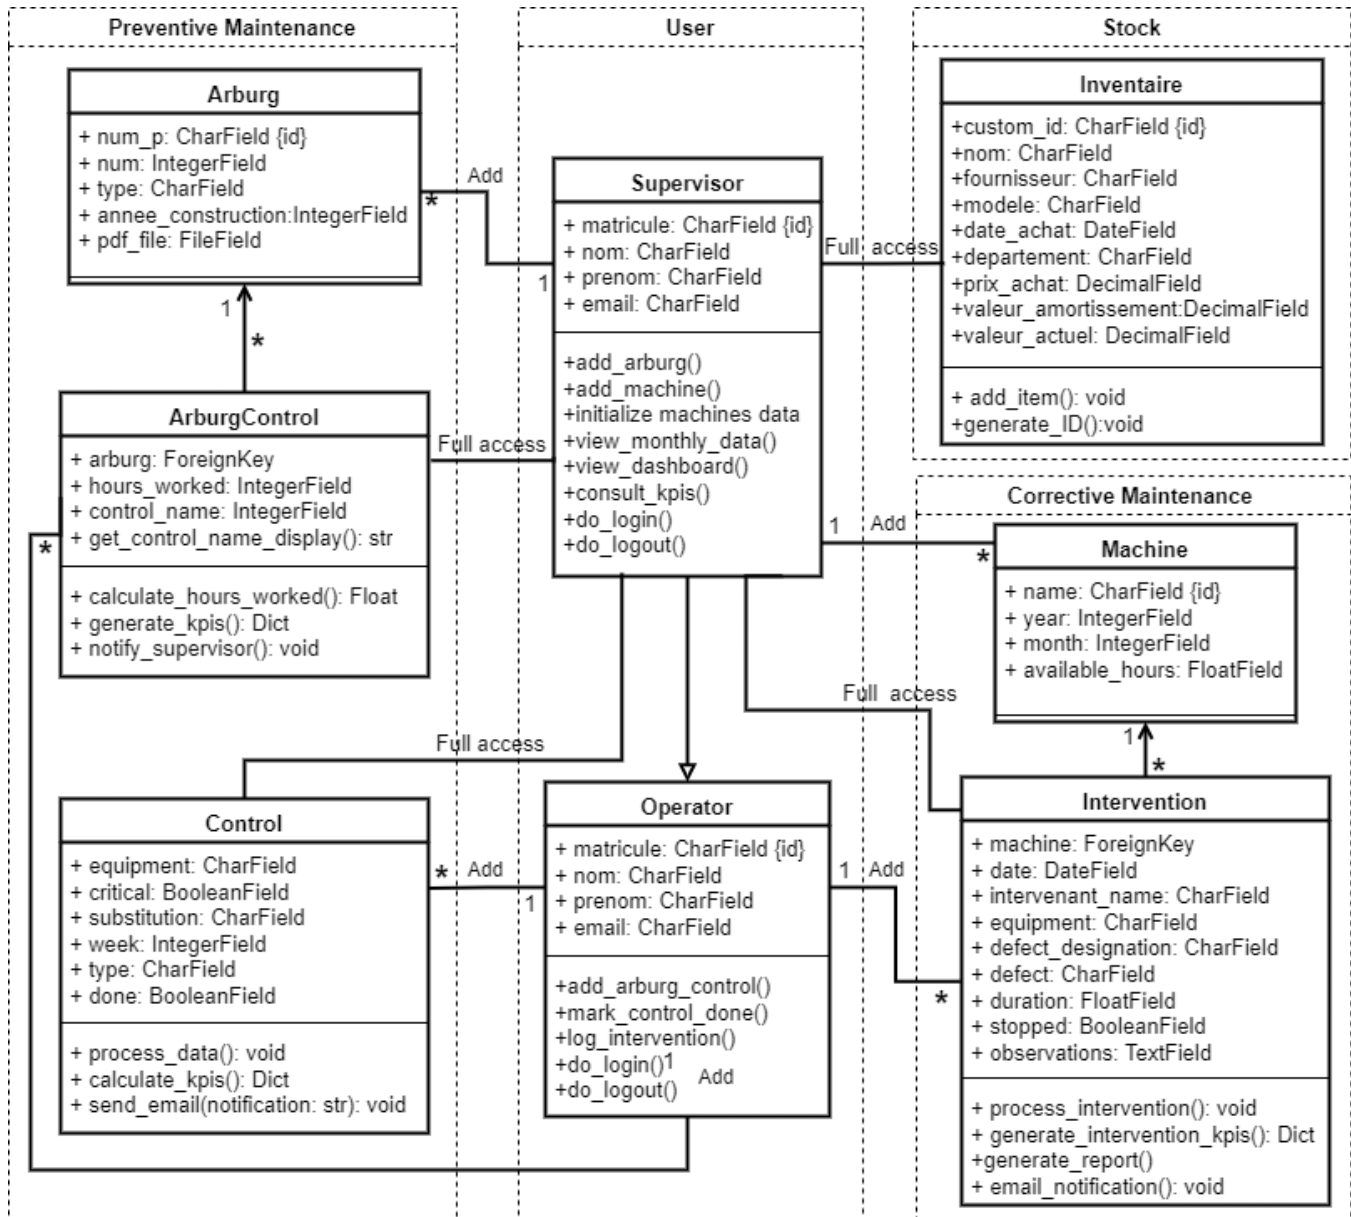 Preventive Maintenance
Arburg
+ num_p: CharField {id}
+ num: IntegerField
+ type: CharField
+ annee_construction:IntegerField
+ pdf_file: FileField
Add
*
1
1
*
ArburgControl
+ arburg: ForeignKey
+ hours_worked: IntegerField
+ control_name: IntegerField
+ get_control_name_display(): str
+ calculate_hours_worked(): Float
+ generate_kpis(): Dict
+ notify_supervisor(): void
*
Full access
Full access
Control
+ equipment: CharField
+ critical: BooleanField
+ substitution: CharField
+ week: IntegerField
+ type: CharField
+ done: BooleanField
+ process_data(): void
+ calculate_kpis(): Dict
+ send_email(notification: str): void
* Add
1
User
Supervisor
+ matricule: CharField {id}
+ nom: CharField
+ prenom: CharField
+ email: CharField
+add_arburg()
+add_machine()
+initialize machines data
+view_monthly_data()
+view_dashboard()
+consult_kpis()
+do_login()
+do_logout()
Full access
1 Add
*
Full access
Operator
+ matricule: CharField {id}
+ nom: CharField
+ prenom: CharField
+ email: CharField
+add_arburg_control()
+mark_control_done()
+log_intervention()
+do_login()
+do_logout()
1
Add
1 Add
*
Stock
Inventaire
+custom_id: CharField {id}
+nom: CharField
+fournisseur: CharField
+modele: CharField
+date_achat: DateField
+departement: CharField
+prix_achat: DecimalField
+valeur_amortissement:DecimalField
+valeur_actuel: DecimalField
+ add_item(): void
+generate_ID():void
Corrective Maintenance
Machine
+ name: CharField {id}
+ year: IntegerField
+ month: IntegerField
+ available_hours: FloatField
1
*
Intervention
+ machine: ForeignKey
+ date: DateField
+ intervenant_name: CharField
+ equipment: CharField
+ defect_designation: CharField
+ defect: CharField
+ duration: FloatField
+ stopped: BooleanField
+ observations: TextField
+ process_intervention(): void
+ generate_intervention_kpis(): Dict
+generate_report()
+ email_notification(): void